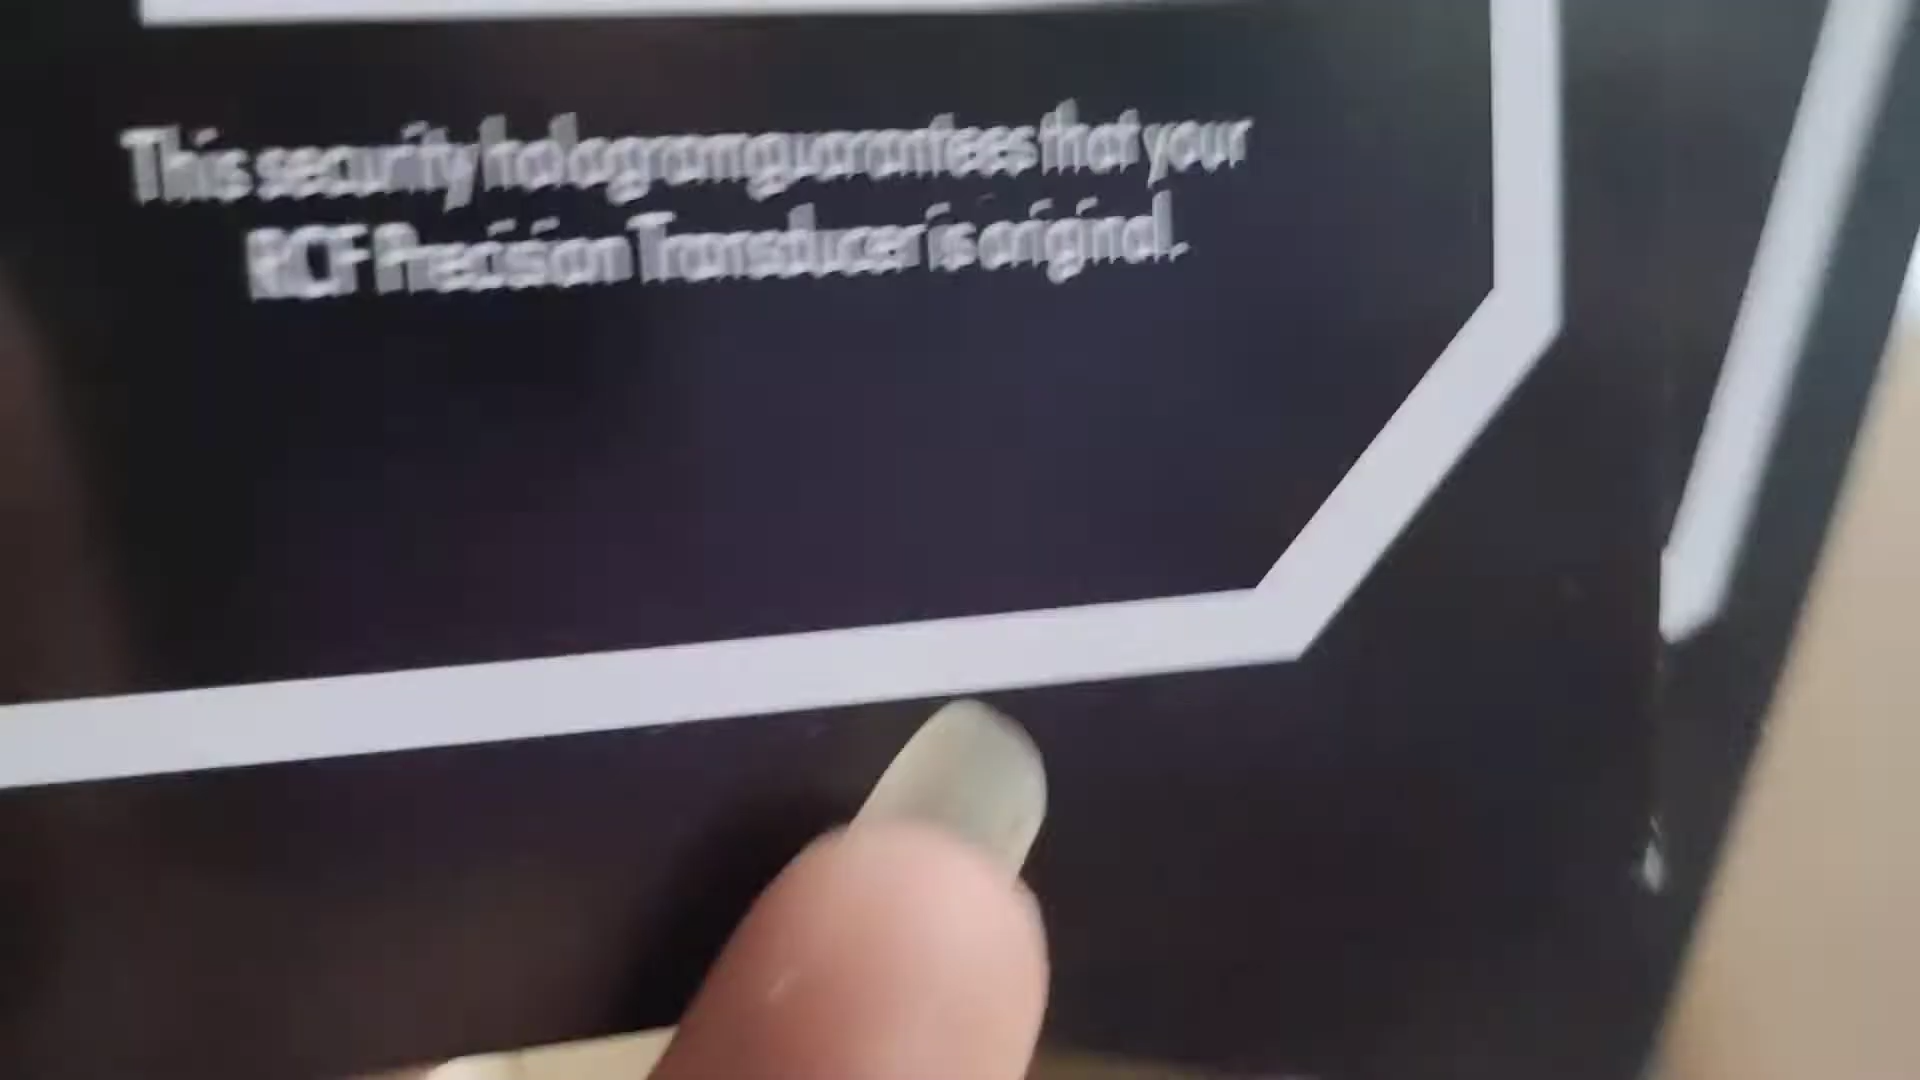 This security hologram guarantees that your
RCF Precision Transducer is original.